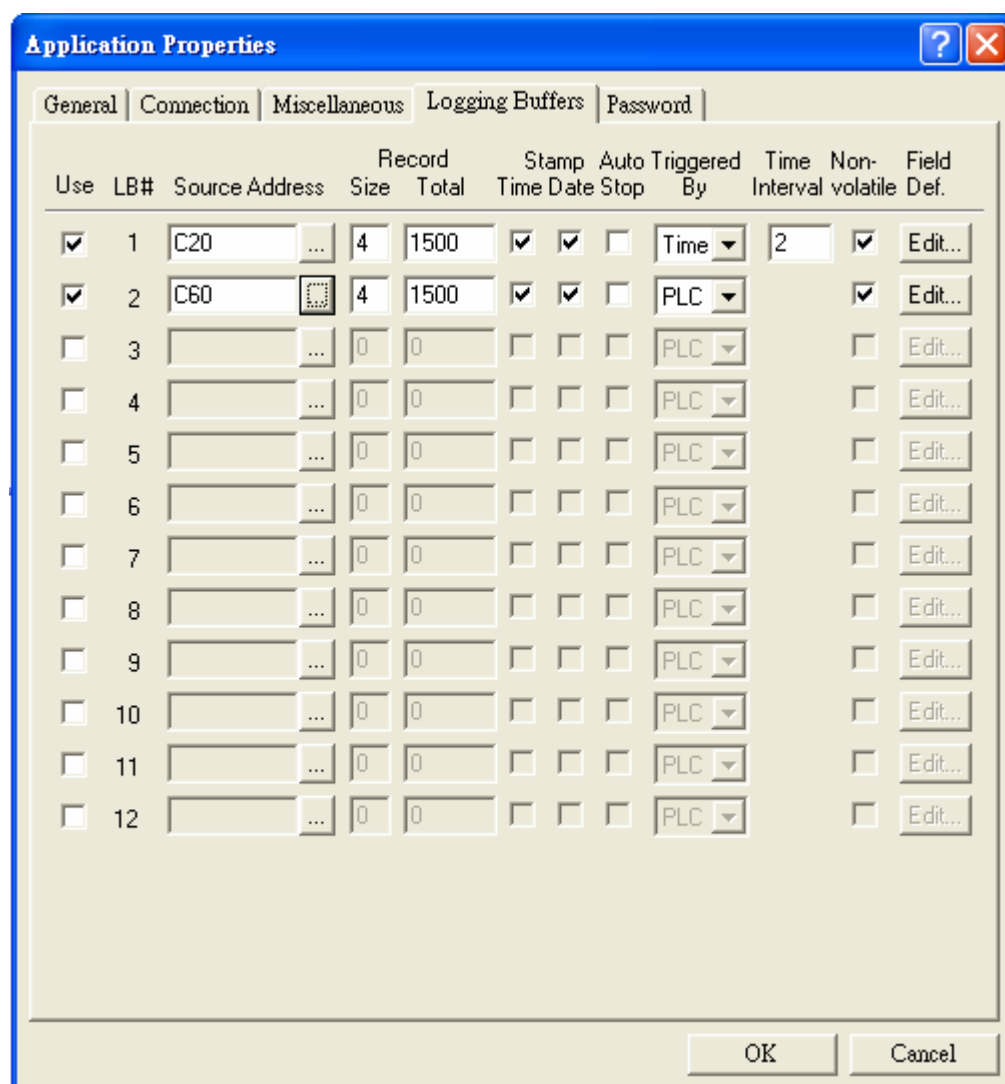 Application Properties
General Connection Miscellaneous Logging Buffers Password
Record Stamp Auto Triggered Time Non- Field
Use LB# Source Address Size Total Time Date Stop By Interval volatile Def.
1 C20 ... 4 1500 Time 2 Edit...
2 C60 ... 4 1500 PLC Edit...
3 ... 0 0 PLC Edit...
4 ... 0 0 PLC Edit...
5 ... 0 0 PLC Edit...
6 ... 0 0 PLC Edit...
7 ... 0 0 PLC Edit...
8 ... 0 0 PLC Edit...
9 ... 0 0 PLC Edit...
10 ... 0 0 PLC Edit...
11 ... 0 0 PLC Edit...
12 ... 0 0 PLC Edit...
OK Cancel